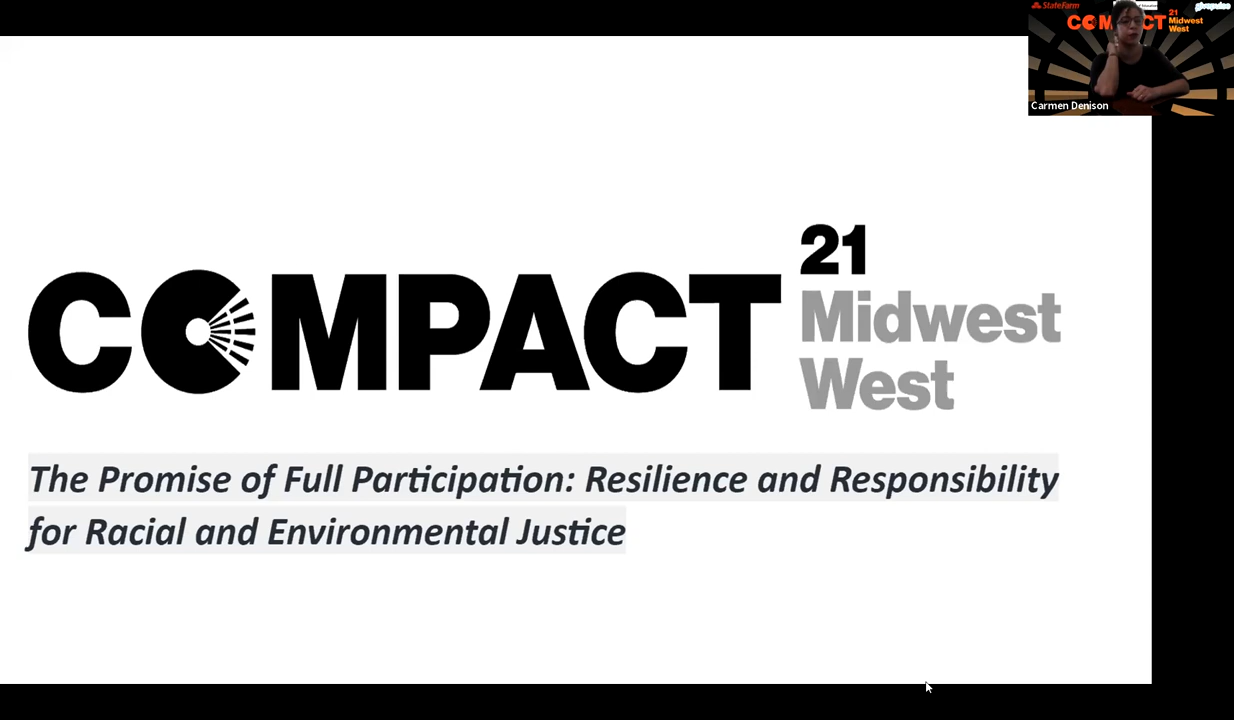 StateFarm
givepulse
COMPACT
21
Midwest
West
Carmen Denison
COMPACT
21
Midwest
West
The Promise of Full Participation: Resilience and Responsibility
for Racial and Environmental Justice